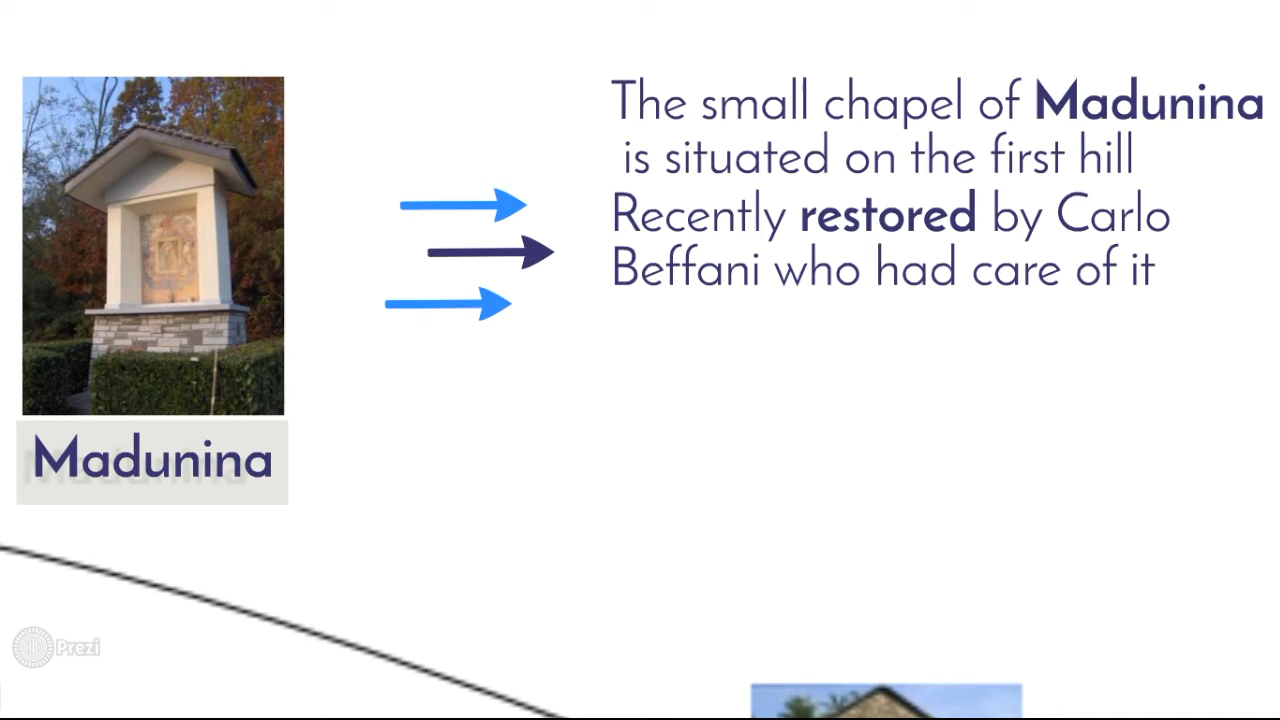 The small chapel of Madunina
is situated on the first hill
Recently restored by Carlo
Beffani who had care of it
Madunina
Prezi